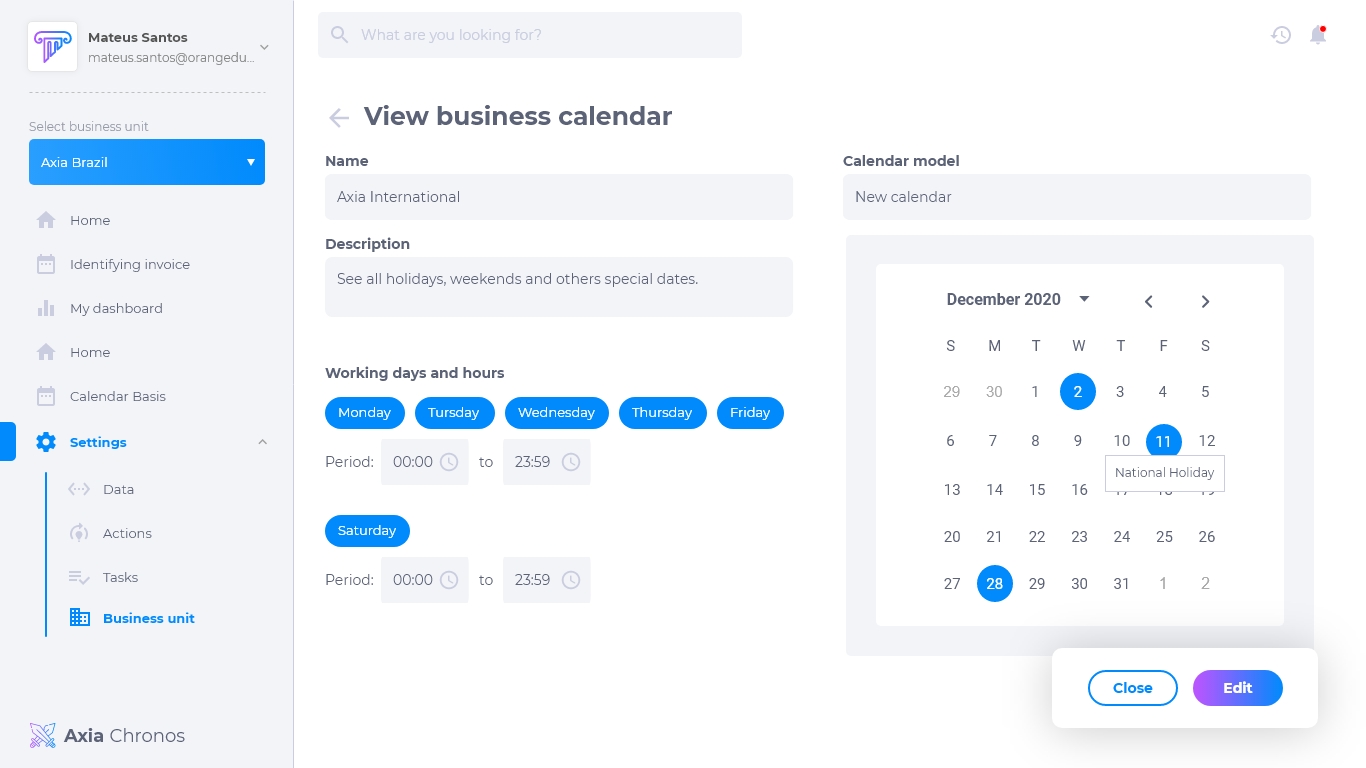 Mateus Santos
mateus.santos@orangedu...
Select business unit
Axia Brazil
Home
Identifying invoice
My dashboard
Home
Calendar Basis
Settings
Data
Actions
Tasks
Business unit
Axia Chronos
What are you looking for?
View business calendar
Name
Axia International
Description
See all holidays, weekends and others special dates.
Working days and hours
Monday Tursday Wednesday Thursday Friday
Period: 00:00 to 23:59
Saturday
Period: 00:00 to 23:59
Calendar model
New calendar
December 2020
S M T W T F S
29 30 1 2 3 4 5
6 7 8 9 10 11 12
National Holiday
13 14 15 16 17 18 19
20 21 22 23 24 25 26
27 28 29 30 31 1 2
Close Edit